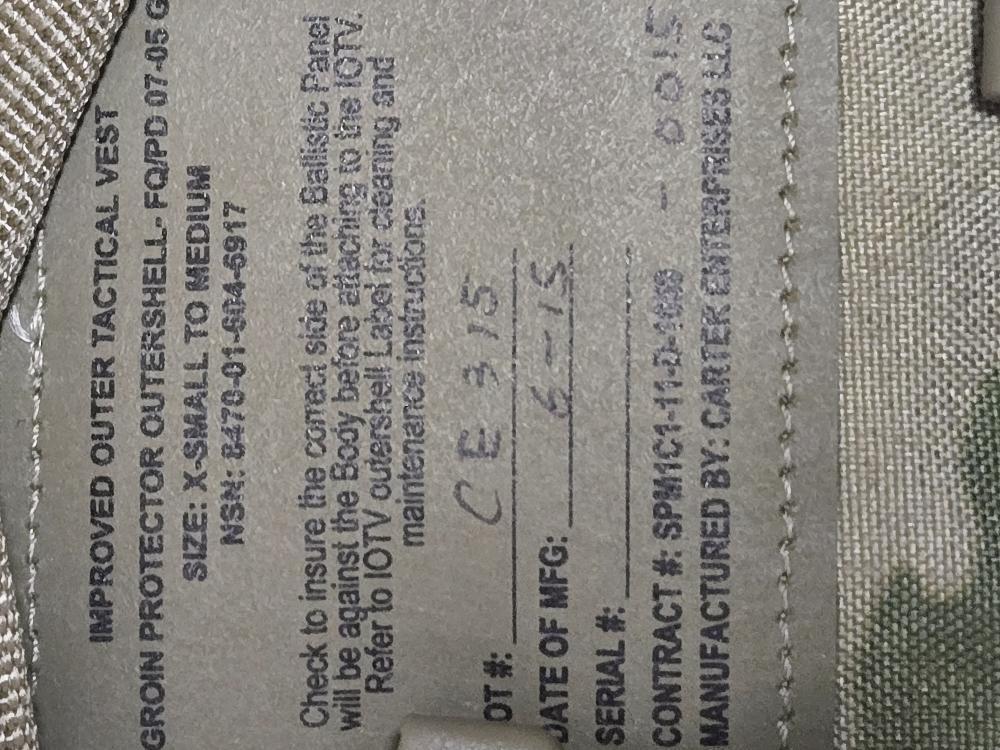 IMPROVED OUTER TACTICAL VEST
GROIN PROTECTOR OUTERSHELL- FQ/PD 07-05 G
SIZE: X-SMALL TO MEDIUM
NSN: 8470-01-604-6917
Check to insure the correct side of the Ballistic Panel
will be against the Body before attaching to the IOTV.
Refer to IOTV outershell Label for cleaning and
maintenance instructions.
OT #: CE 315
DATE OF MFG: 6-15
SERIAL #:
CONTRACT #: SPM1C1-11-D- - 0015
MANUFACTURED BY: CARTER ENTERPRISES LLC